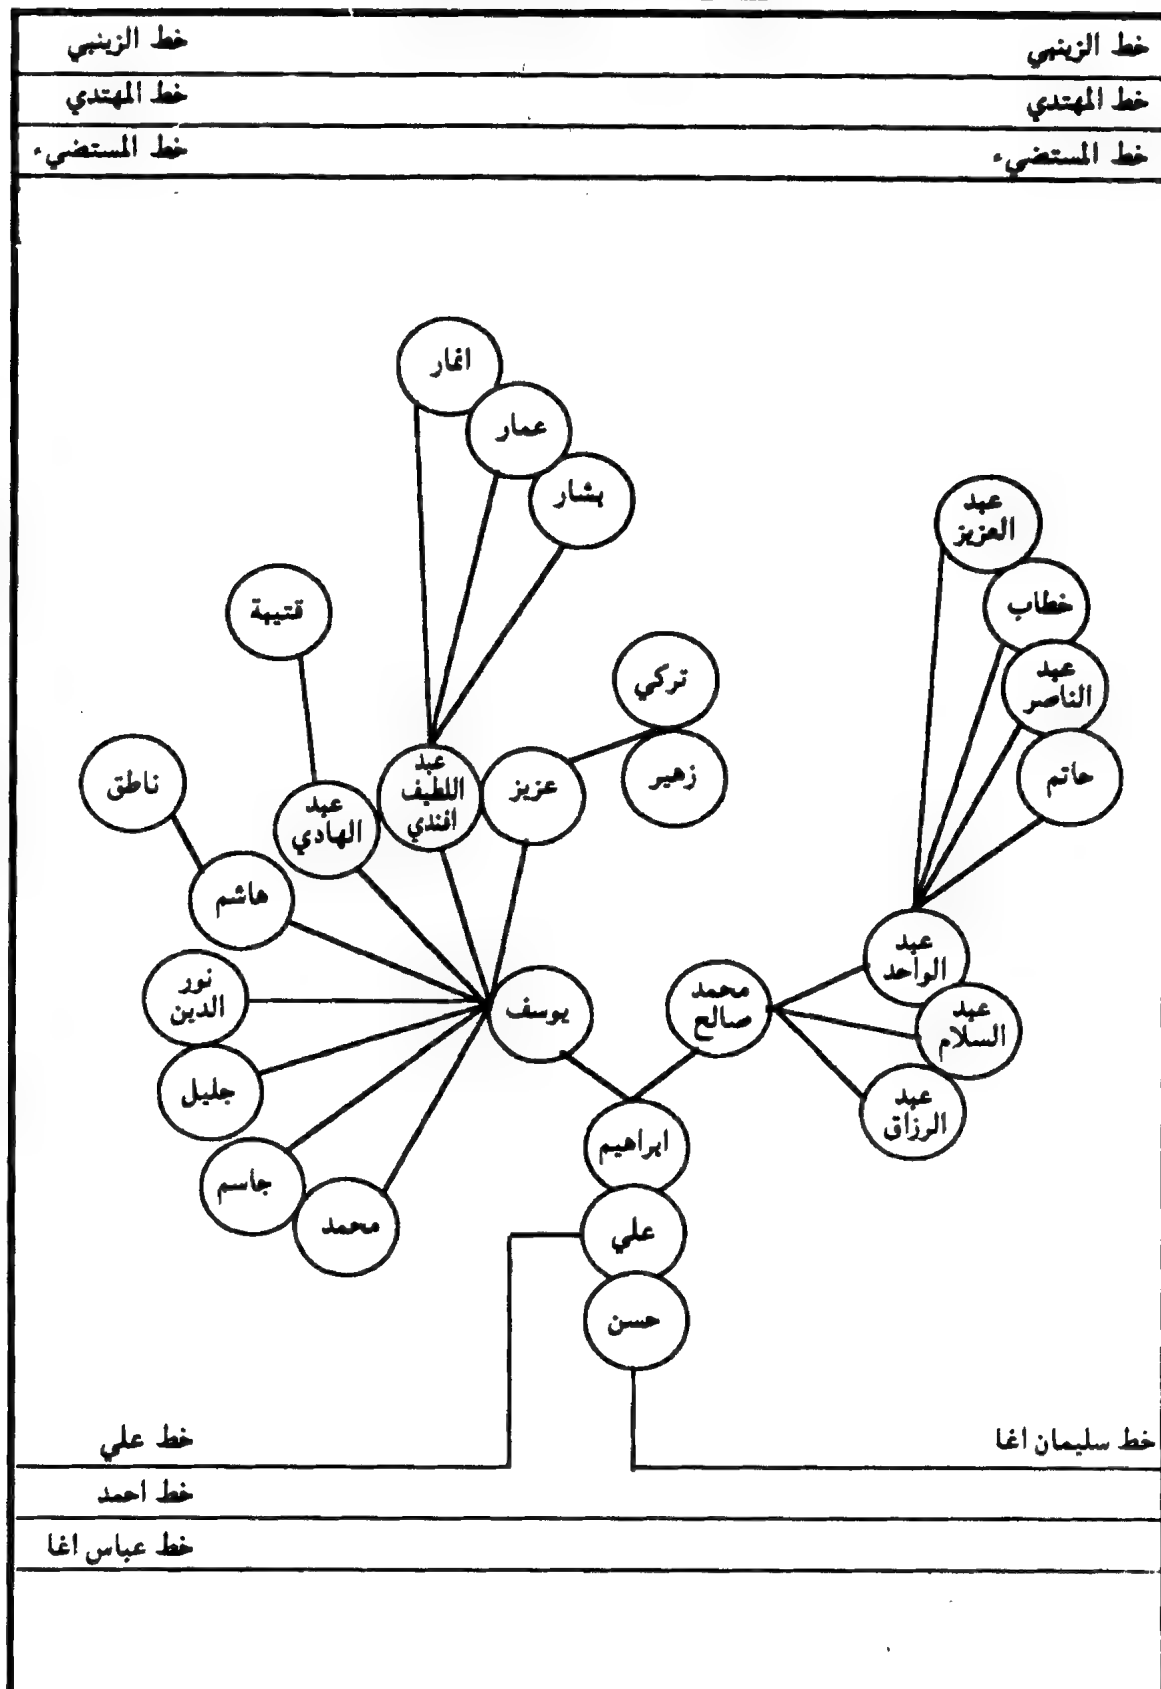 خط الزينبي
خط الزينبي
خط المهتدي
خط المهتدي
خط المستضيء
خط المستضيء
انمار
عمار
بشار
عبد
العزيز
خطاب
عبد
الناصر
حاتم
قتيبة
تركي
زهير
ناطق
عبد
الهادي
عبد
اللطيف
افندي
عزيز
هاشم
نور
الدين
جليل
جاسم
محمد
يوسف
محمد
صالح
عبد
الواحد
عبد
السلام
عبد
الرزاق
ابراهيم
علي
حسن
خط سليمان اغا
خط علي
خط احمد
خط عباس اغا